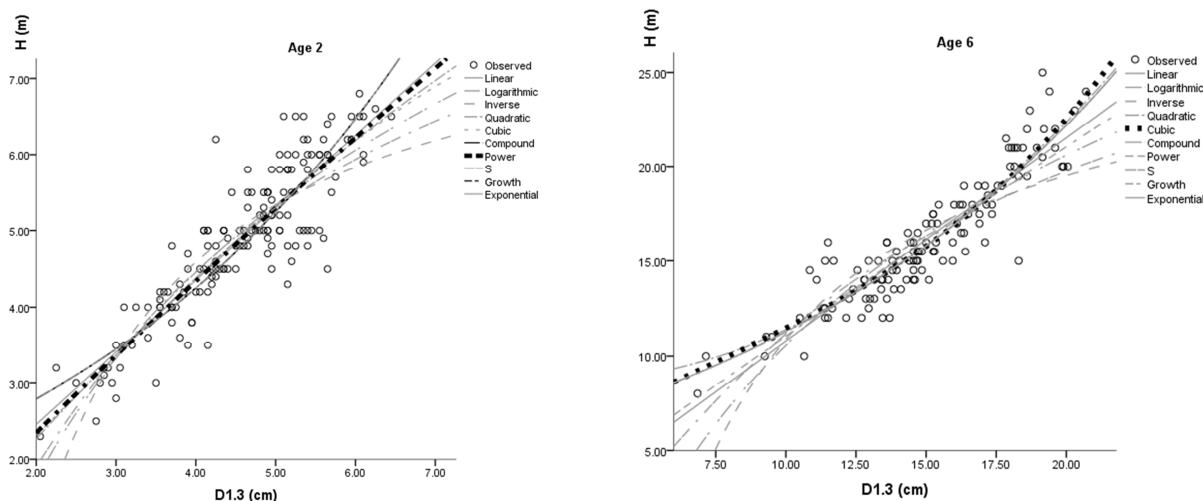 H (m)
Age 2
7.00
6.00
5.00
4.00
3.00
2.00
2.00 3.00 4.00 5.00 6.00 7.00
D1.3 (cm)
Observed
Linear
Logarithmic
Inverse
Quadratic
Cubic
Compound
Power
S
Growth
Exponential
H (m)
Age 6
25.00
20.00
15.00
10.00
5.00
7.50 10.00 12.50 15.00 17.50 20.00
D1.3 (cm)
Observed
Linear
Logarithmic
Inverse
Quadratic
Cubic
Compound
Power
S
Growth
Exponential